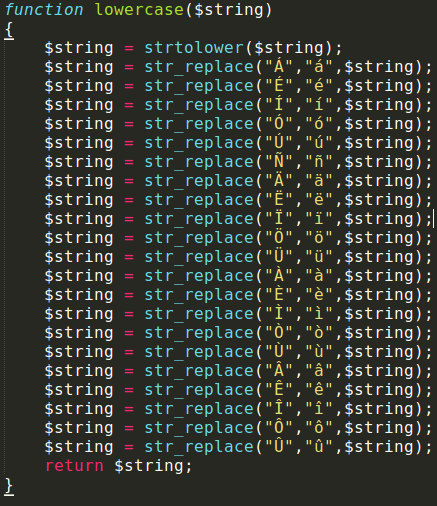 function lowercase($string)
{
$string = strtolower($string);
$string = str_replace("Á","á",$string);
$string = str_replace("É","é",$string);
$string = str_replace("Í","í",$string);
$string = str_replace("Ó","ó",$string);
$string = str_replace("Ú","ú",$string);
$string = str_replace("Ñ","ñ",$string);
$string = str_replace("Ä","ä",$string);
$string = str_replace("Ë","ë",$string);
$string = str_replace("Ï","ï",$string);
$string = str_replace("Ö","ö",$string);
$string = str_replace("Ü","ü",$string);
$string = str_replace("À","à",$string);
$string = str_replace("È","è",$string);
$string = str_replace("Ì","ì",$string);
$string = str_replace("Ò","ò",$string);
$string = str_replace("Ù","ù",$string);
$string = str_replace("Â","â",$string);
$string = str_replace("Ê","ê",$string);
$string = str_replace("Î","î",$string);
$string = str_replace("Ô","ô",$string);
$string = str_replace("Û","û",$string);
return $string;
}